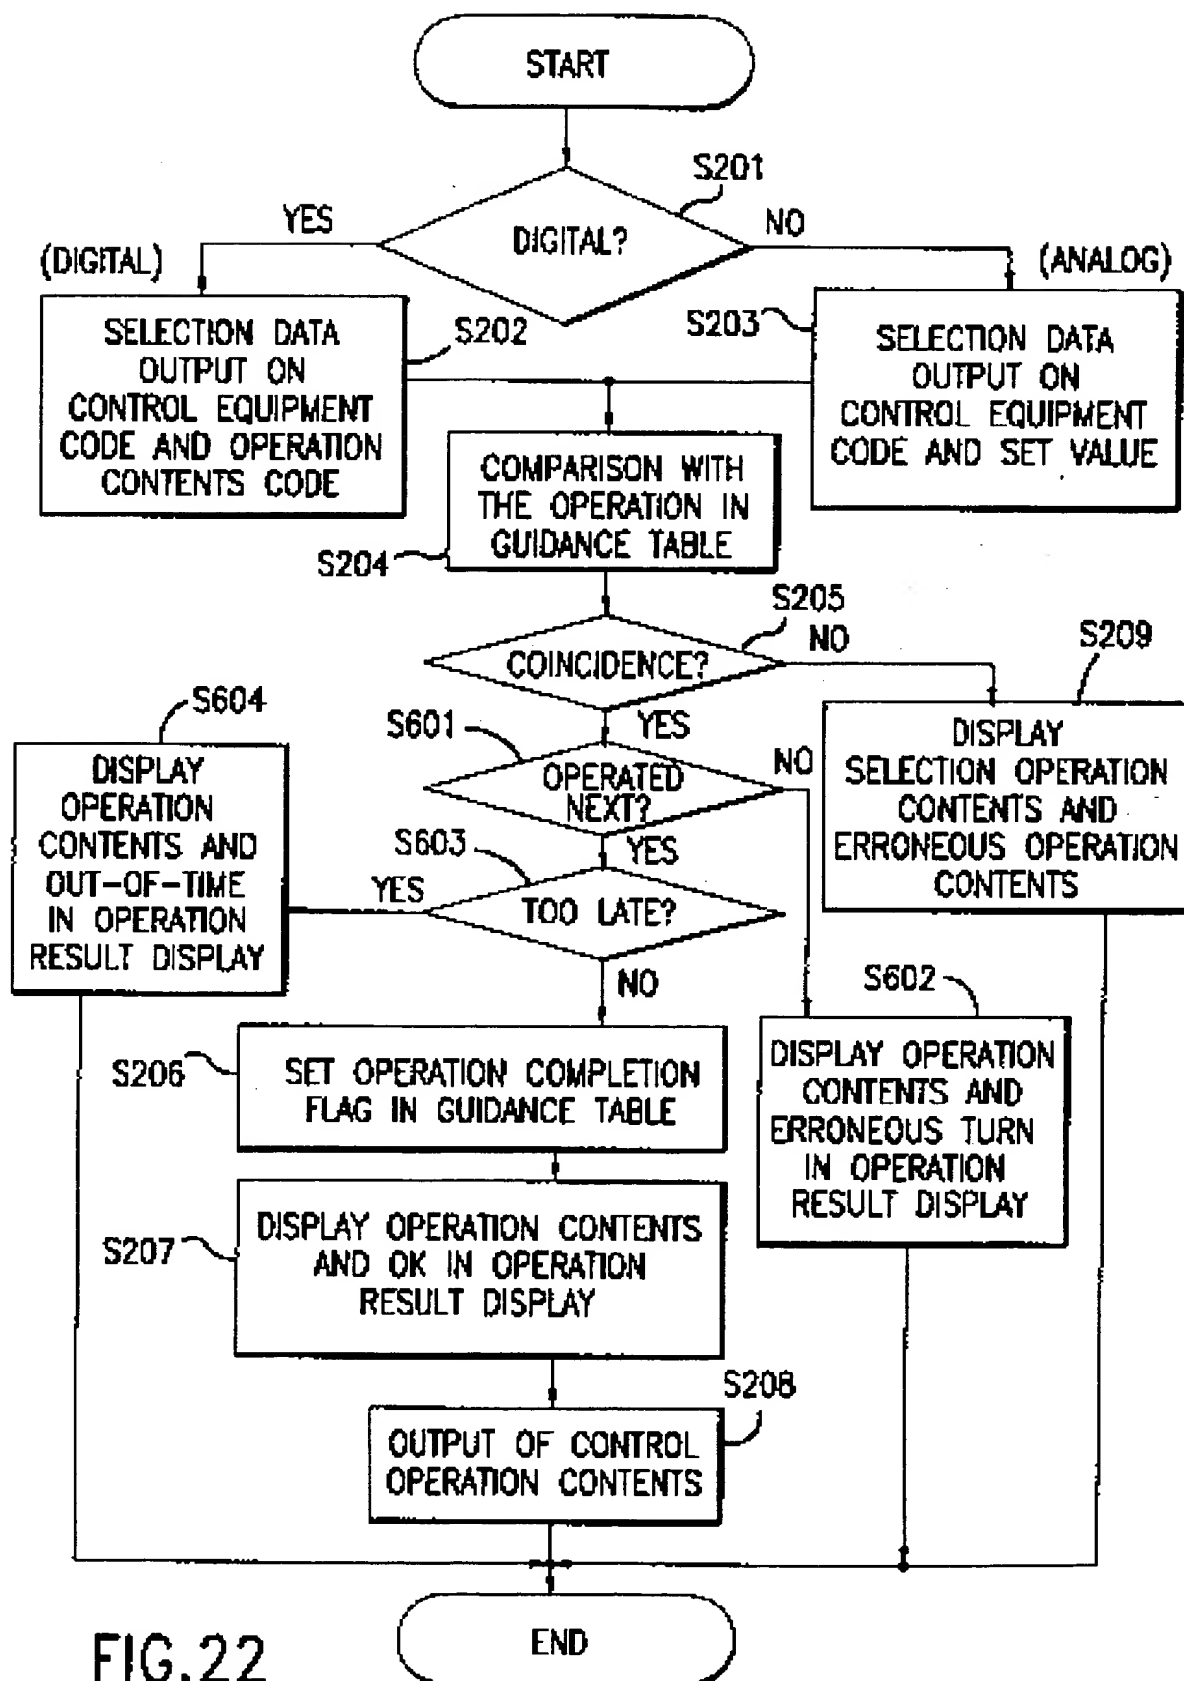 START
S201
YES
DIGITAL?
NO
(DIGITAL)
(ANALOG)
SELECTION DATA
OUTPUT ON
CONTROL EQUIPMENT
CODE AND OPERATION
CONTENTS CODE
S202
S203
SELECTION DATA
OUTPUT ON
CONTROL EQUIPMENT
CODE AND SET VALUE
COMPARISON WITH
THE OPERATION IN
GUIDANCE TABLE
S204
S205
COINCIDENCE?
NO
S209
YES
DISPLAY
SELECTION OPERATION
CONTENTS AND
ERRONEOUS OPERATION
CONTENTS
S601
OPERATED
NEXT?
NO
YES
S604
DISPLAY
OPERATION
CONTENTS AND
OUT-OF-TIME
IN OPERATION
RESULT DISPLAY
S603
YES
TOO LATE?
NO
S602
DISPLAY OPERATION
CONTENTS AND
ERRONEOUS TURN
IN OPERATION
RESULT DISPLAY
S206
SET OPERATION COMPLETION
FLAG IN GUIDANCE TABLE
S207
DISPLAY OPERATION CONTENTS
AND OK IN OPERATION
RESULT DISPLAY
S208
OUTPUT OF CONTROL
OPERATION CONTENTS
END
FIG.22